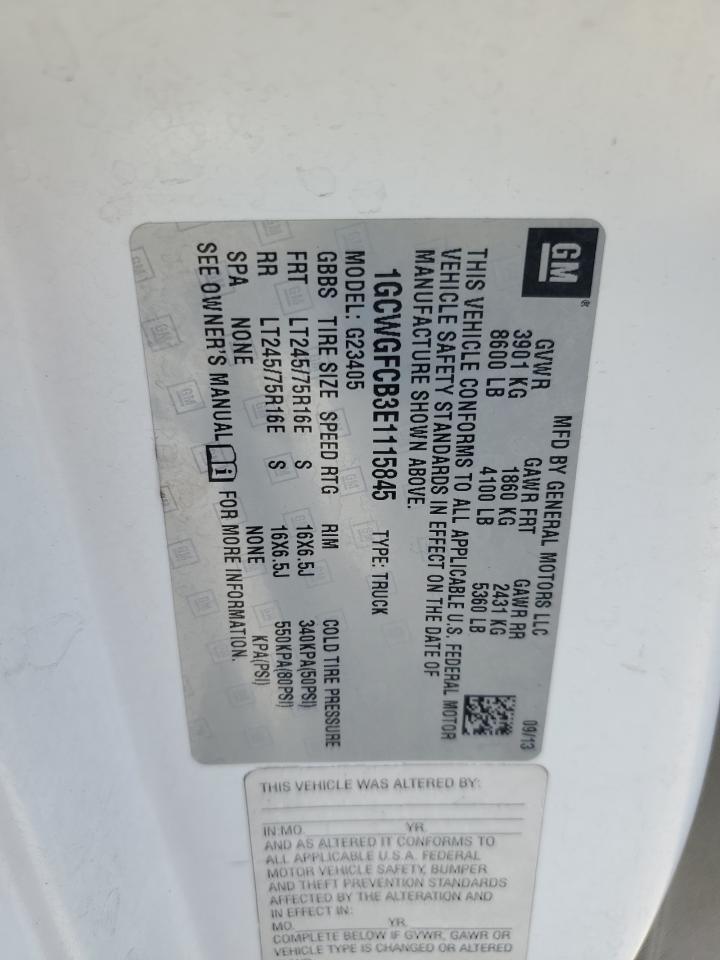 GM®
MFD BY GENERAL MOTORS LLC
09/13
GVWR GAWR FRT GAWR RR
3901 KG 1860 KG 2431 KG
8600 LB 4100 LB 5360 LB
THIS VEHICLE CONFORMS TO ALL APPLICABLE U.S. FEDERAL MOTOR
VEHICLE SAFETY STANDARDS IN EFFECT ON THE DATE OF
MANUFACTURE SHOWN ABOVE.
1GCWGFCB3E1115845 TYPE: TRUCK
MODEL: G23405
GBBS TIRE SIZE SPEED RTG RIM COLD TIRE PRESSURE
FRT LT245/75R16E S 16X6.5J 340KPA(50PSI)
RR LT245/75R16E S 16X6.5J 550KPA(80PSI)
SPA NONE NONE KPA(PSI)
SEE OWNER'S MANUAL i FOR MORE INFORMATION.
THIS VEHICLE WAS ALTERED BY:
IN:MO. YR.
AND AS ALTERED IT CONFORMS TO
ALL APPLICABLE U.S.A. FEDERAL
MOTOR VEHICLE SAFETY, BUMPER
AND THEFT PREVENTION STANDARDS
AFFECTED BY THE ALTERATION AND
IN EFFECT IN:
MO. YR.
COMPLETE BELOW IF GVWR, GAWR OR
VEHICLE TYPE IS CHANGED OR ALTERED